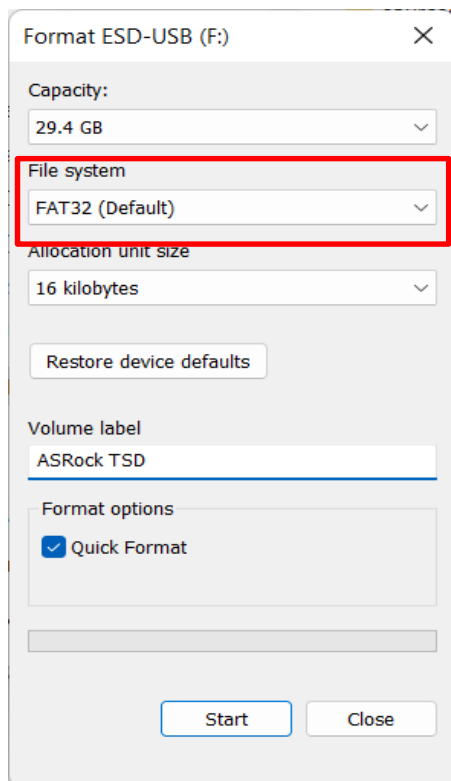 Format ESD-USB (F:)
Capacity:
29.4 GB
File system
FAT32 (Default)
Allocation unit size
16 kilobytes
Restore device defaults
Volume label
ASRock TSD
Format options
Quick Format
Start
Close